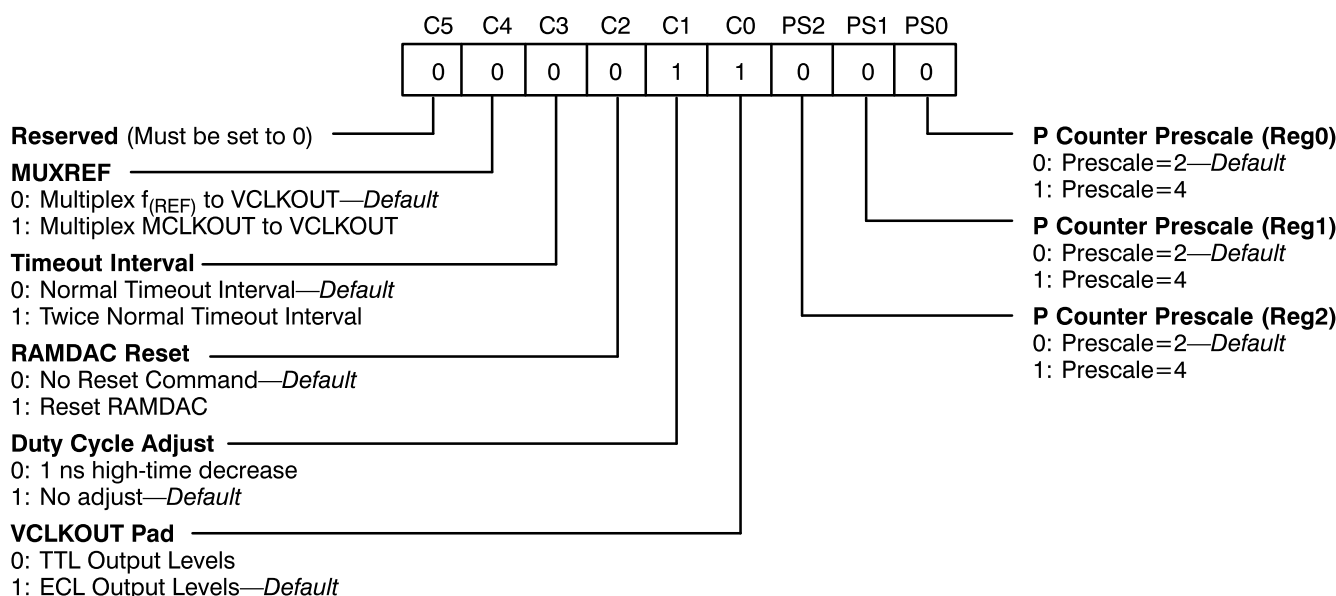 C5 C4 C3 C2 C1 C0 PS2 PS1 PS0
0 0 0 0 1 1 0 0 0
Reserved (Must be set to 0)
MUXREF
0: Multiplex f(REF) to VCLKOUT—Default
1: Multiplex MCLKOUT to VCLKOUT
Timeout Interval
0: Normal Timeout Interval—Default
1: Twice Normal Timeout Interval
RAMDAC Reset
0: No Reset Command—Default
1: Reset RAMDAC
Duty Cycle Adjust
0: 1 ns high-time decrease
1: No adjust—Default
VCLKOUT Pad
0: TTL Output Levels
1: ECL Output Levels—Default
P Counter Prescale (Reg0)
0: Prescale=2—Default
1: Prescale=4
P Counter Prescale (Reg1)
0: Prescale=2—Default
1: Prescale=4
P Counter Prescale (Reg2)
0: Prescale=2—Default
1: Prescale=4